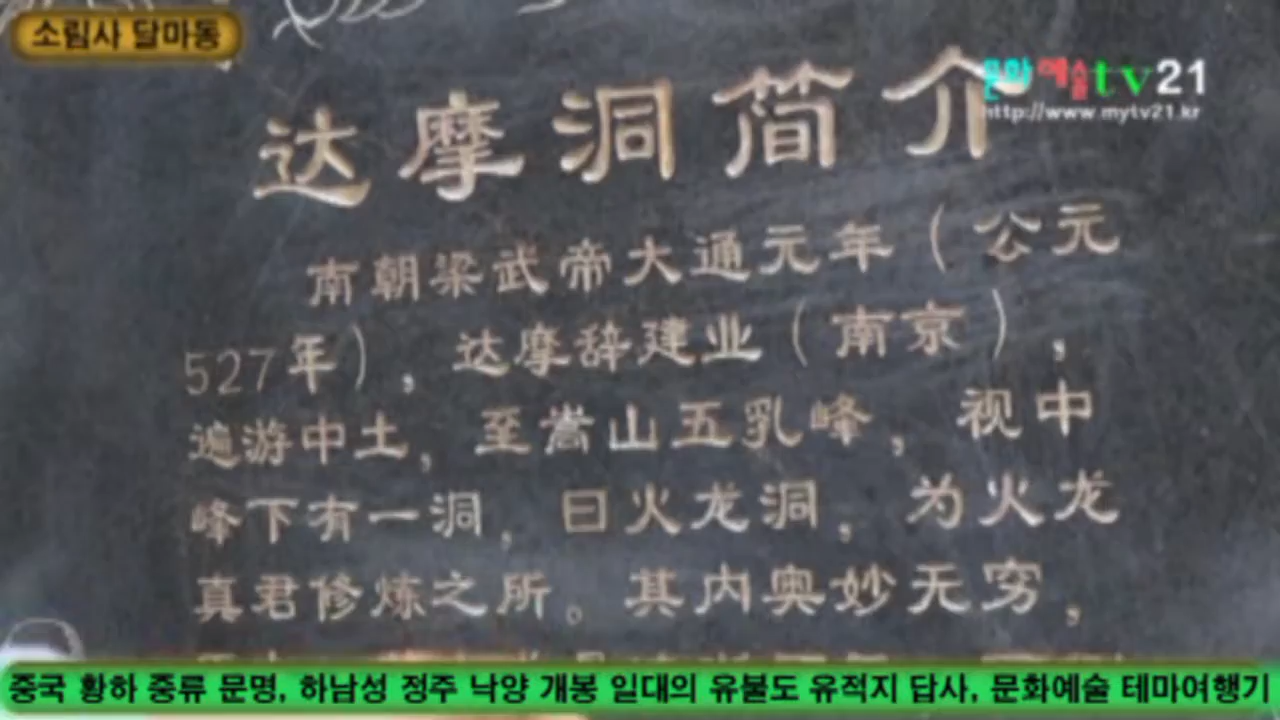 소림사 달마동
문화예술tv21
http://www.mytv21.kr
达摩洞简介
南朝梁武帝大通元年（公元
527年），达摩辞建业（南京），
遍游中土，至嵩山五乳峰，视中
峰下有一洞，曰火龙洞，为火龙
真君修炼之所。其内奥妙无穷，
중국 황하 중류 문명, 하남성 정주 낙양 개봉 일대의 유불도 유적지 답사, 문화예술 테마여행기